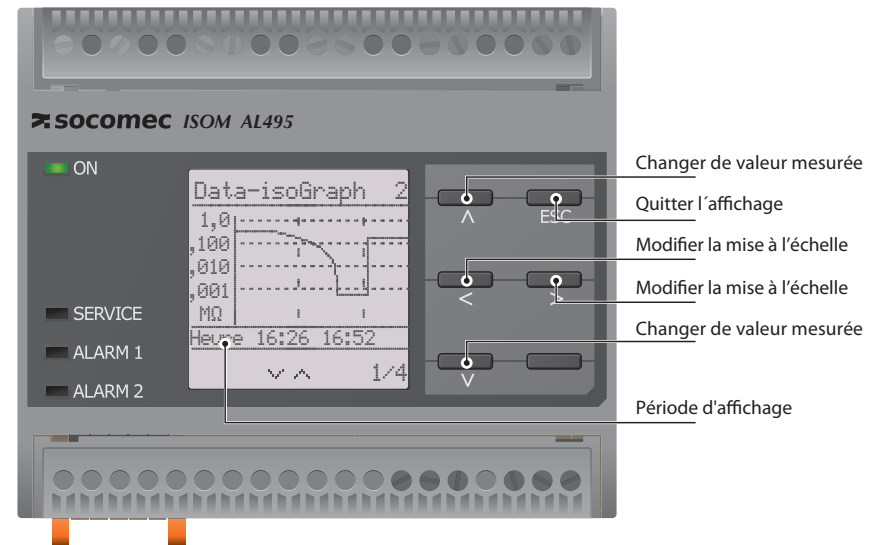 socomec ISOM AL495
ON
Data-isoGraph 2
1,0
,100
,010
,001
MΩ
Heure 16:26 16:52
1/4
SERVICE
ALARM 1
ALARM 2
Λ
ESC
<
>
V
Changer de valeur mesurée
Quitter l´affichage
Modifier la mise à l'échelle
Modifier la mise à l'échelle
Changer de valeur mesurée
Période d'affichage